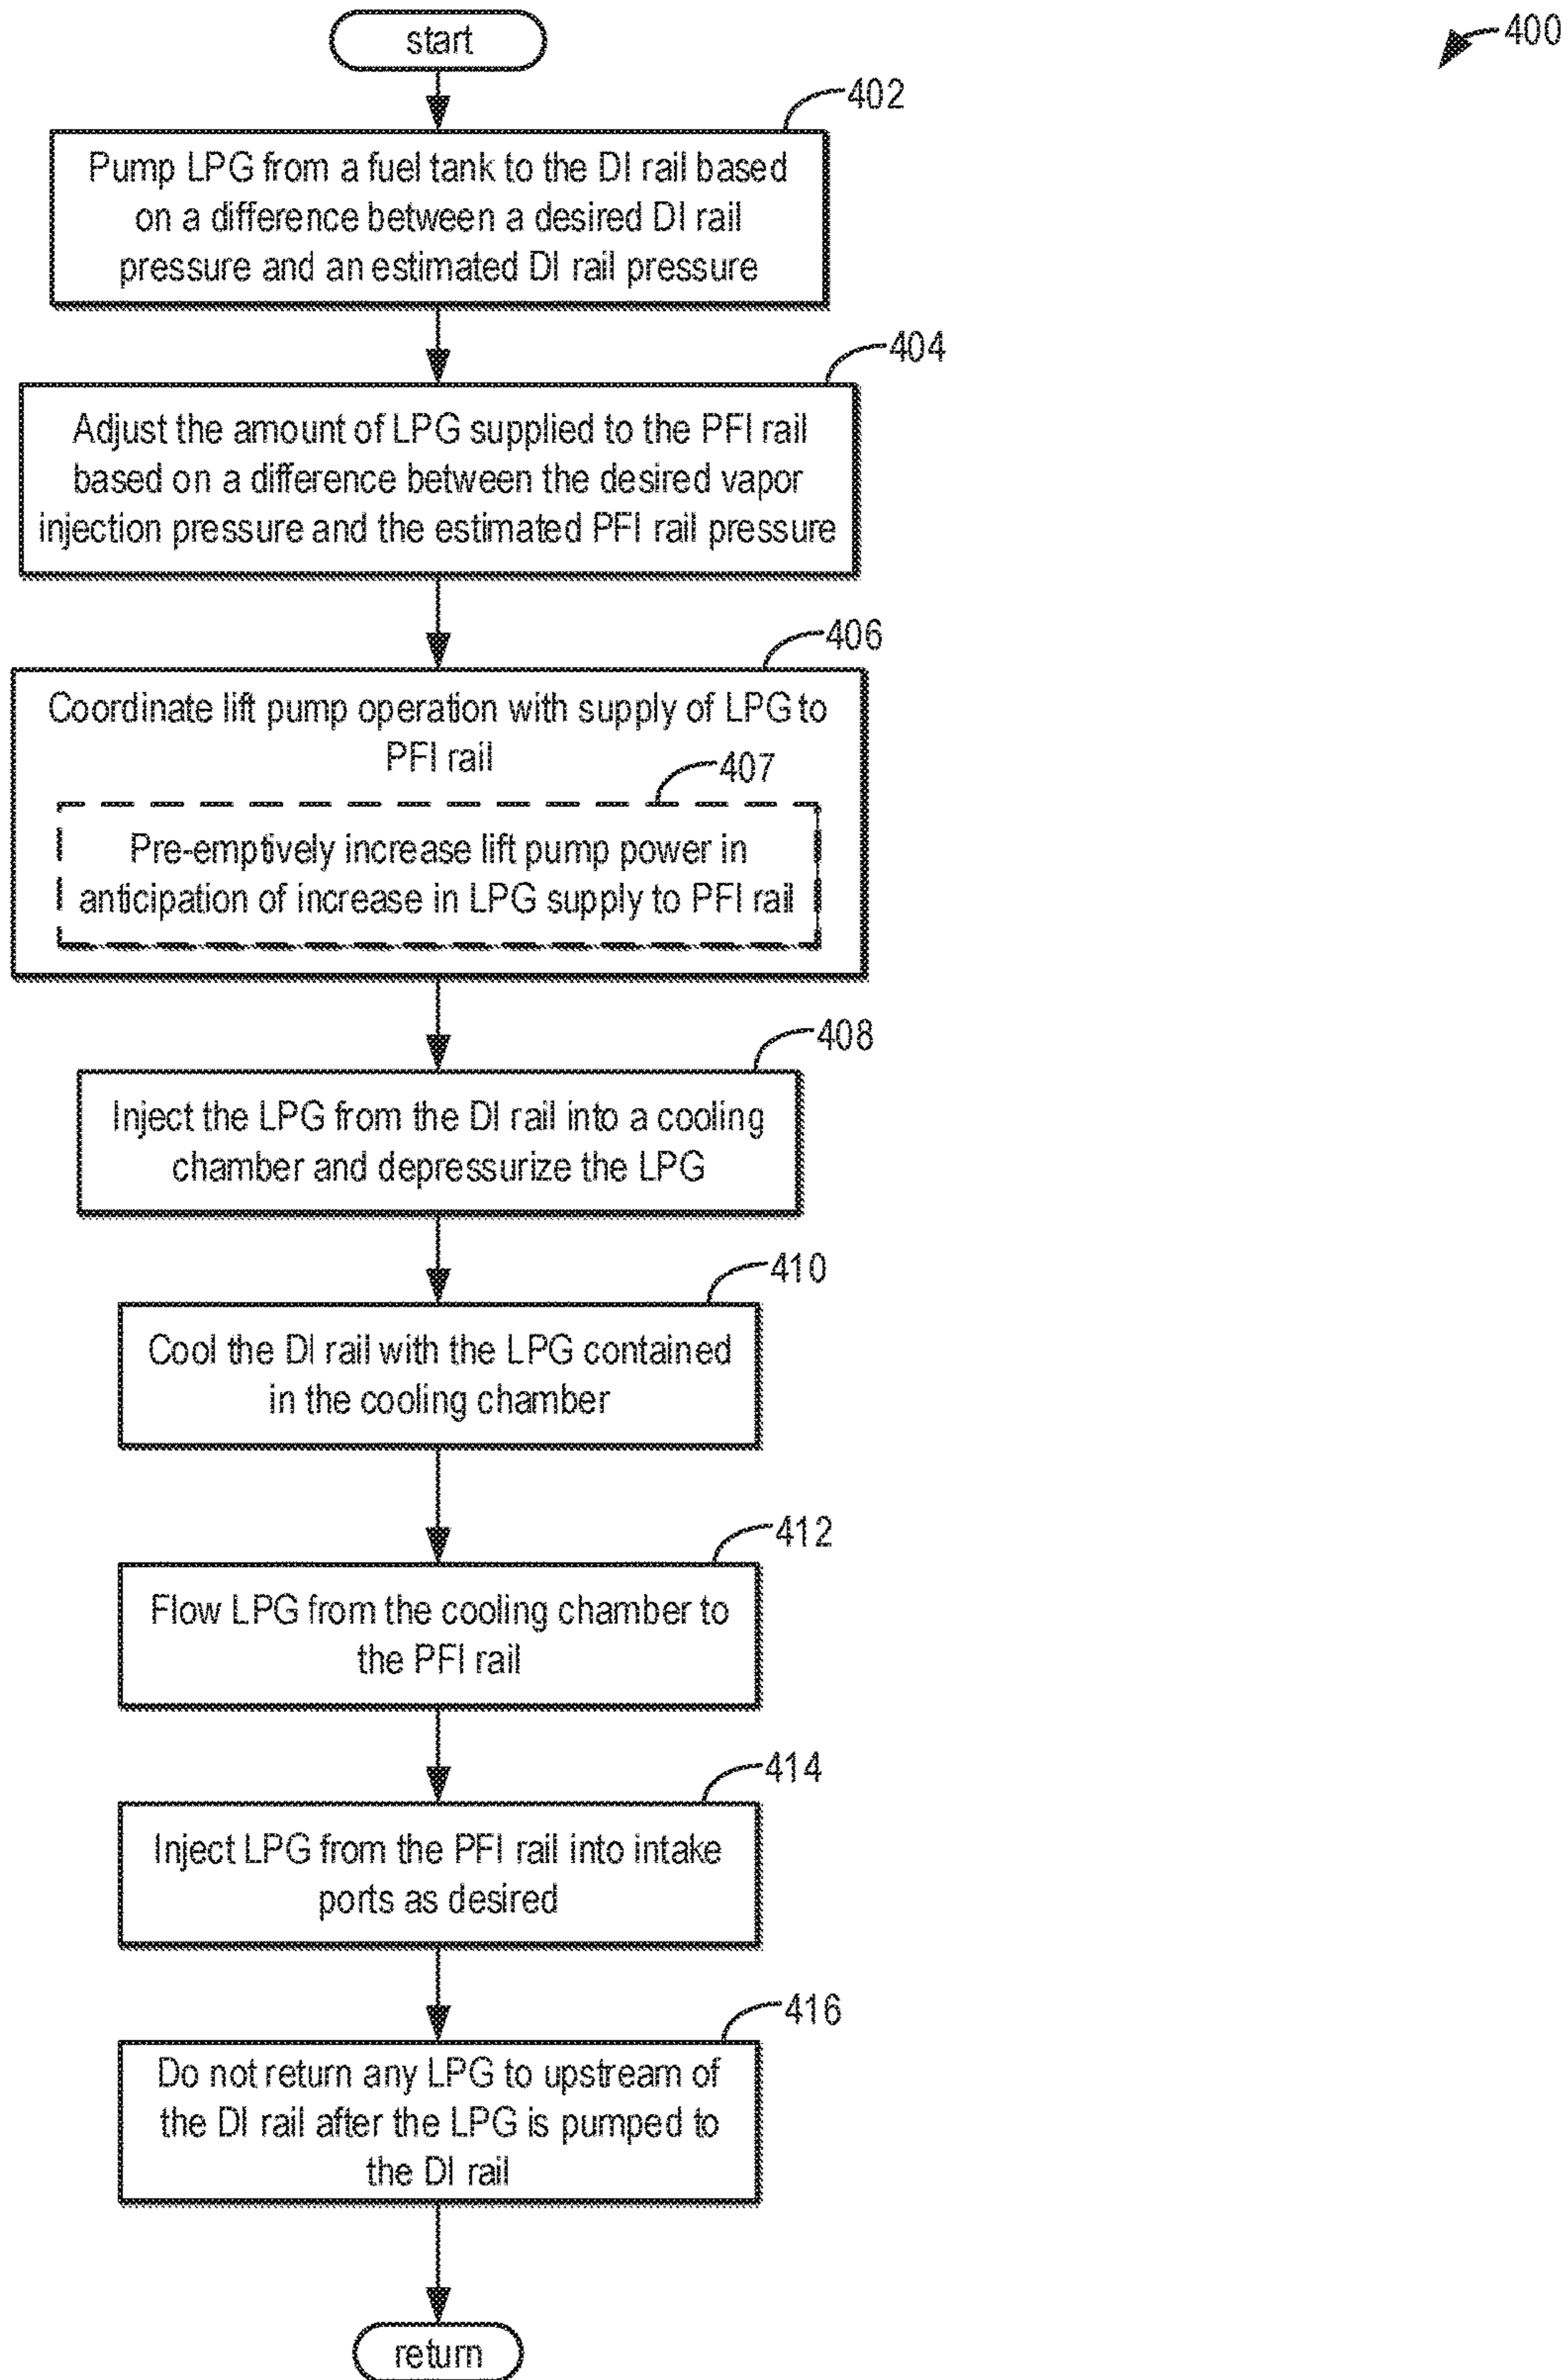 start
400
402
Pump LPG from a fuel tank to the DI rail based
on a difference between a desired DI rail
pressure and an estimated DI rail pressure
404
Adjust the amount of LPG supplied to the PFI rail
based on a difference between the desired vapor
injection pressure and the estimated PFI rail pressure
406
Coordinate lift pump operation with supply of LPG to
PFI rail
407
Pre-emptively increase lift pump power in
anticipation of increase in LPG supply to PFI rail
408
Inject the LPG from the DI rail into a cooling
chamber and depressurize the LPG
410
Cool the DI rail with the LPG contained
in the cooling chamber
412
Flow LPG from the cooling chamber to
the PFI rail
414
Inject LPG from the PFI rail into intake
ports as desired
416
Do not return any LPG to upstream of
the DI rail after the LPG is pumped to
the DI rail
return